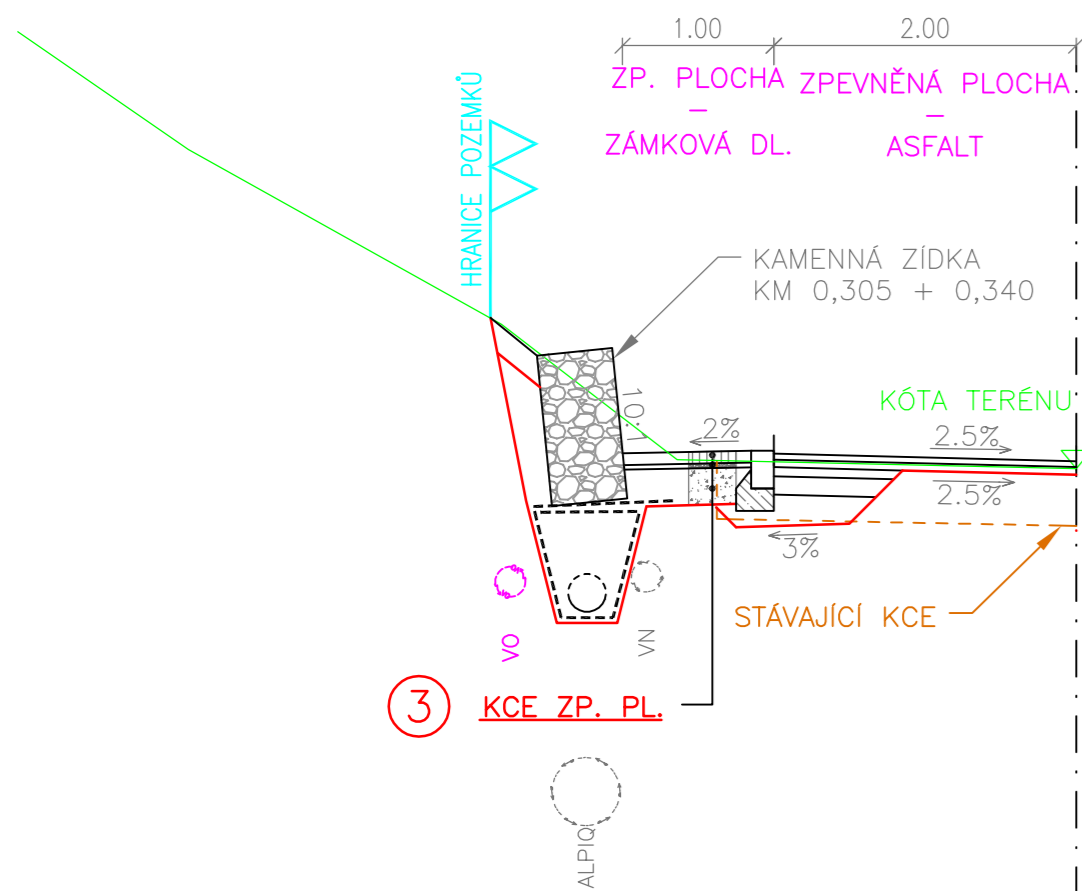 1.00
2.00
ZP. PLOCHA
–
ZÁMKOVÁ DL.
ZPEVNĚNÁ PLOCHA
–
ASFALT
HRANICE POZEMKŮ
KAMENNÁ ZÍDKA
KM 0,305 + 0,340
10:1
KÓTA TERÉNU
2%
2.5%
2.5%
3%
STÁVAJÍCÍ KCE
VO
VN
3
KCE ZP. PL.
ALPIQ